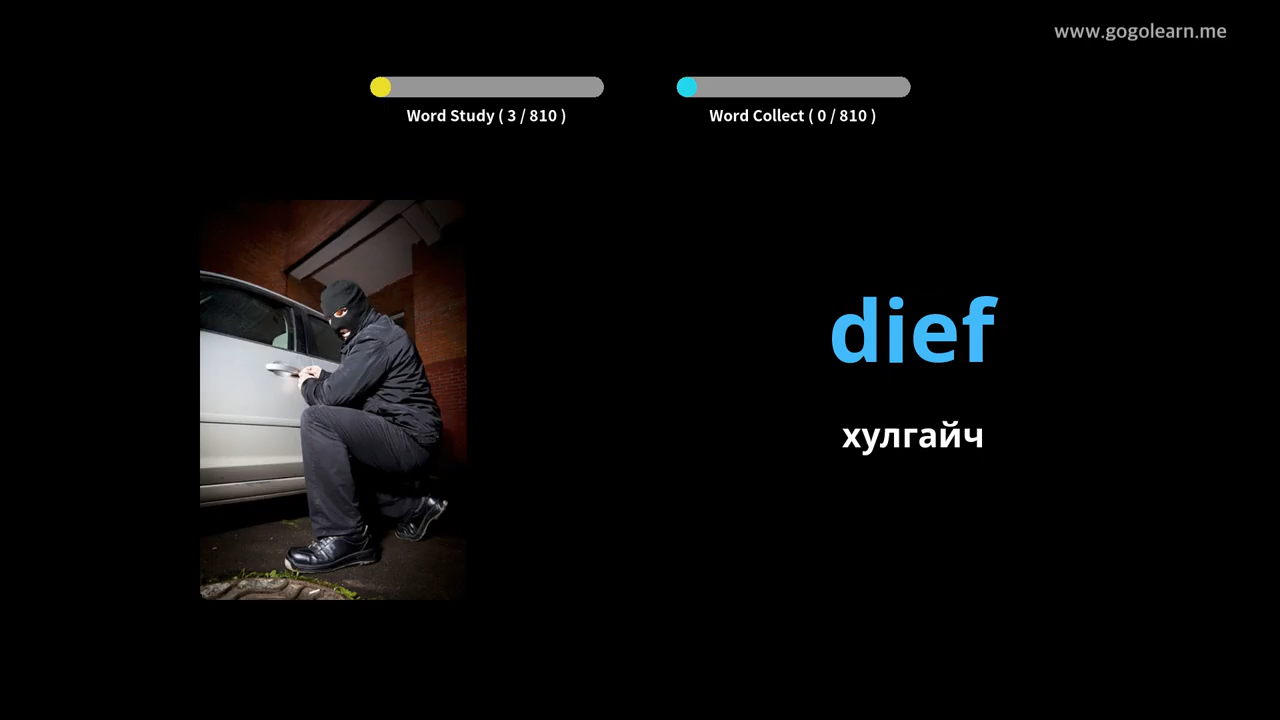 www.gogolearn.me
Word Study ( 3 / 810 )
Word Collect ( 0 / 810 )
dief
хулгайч